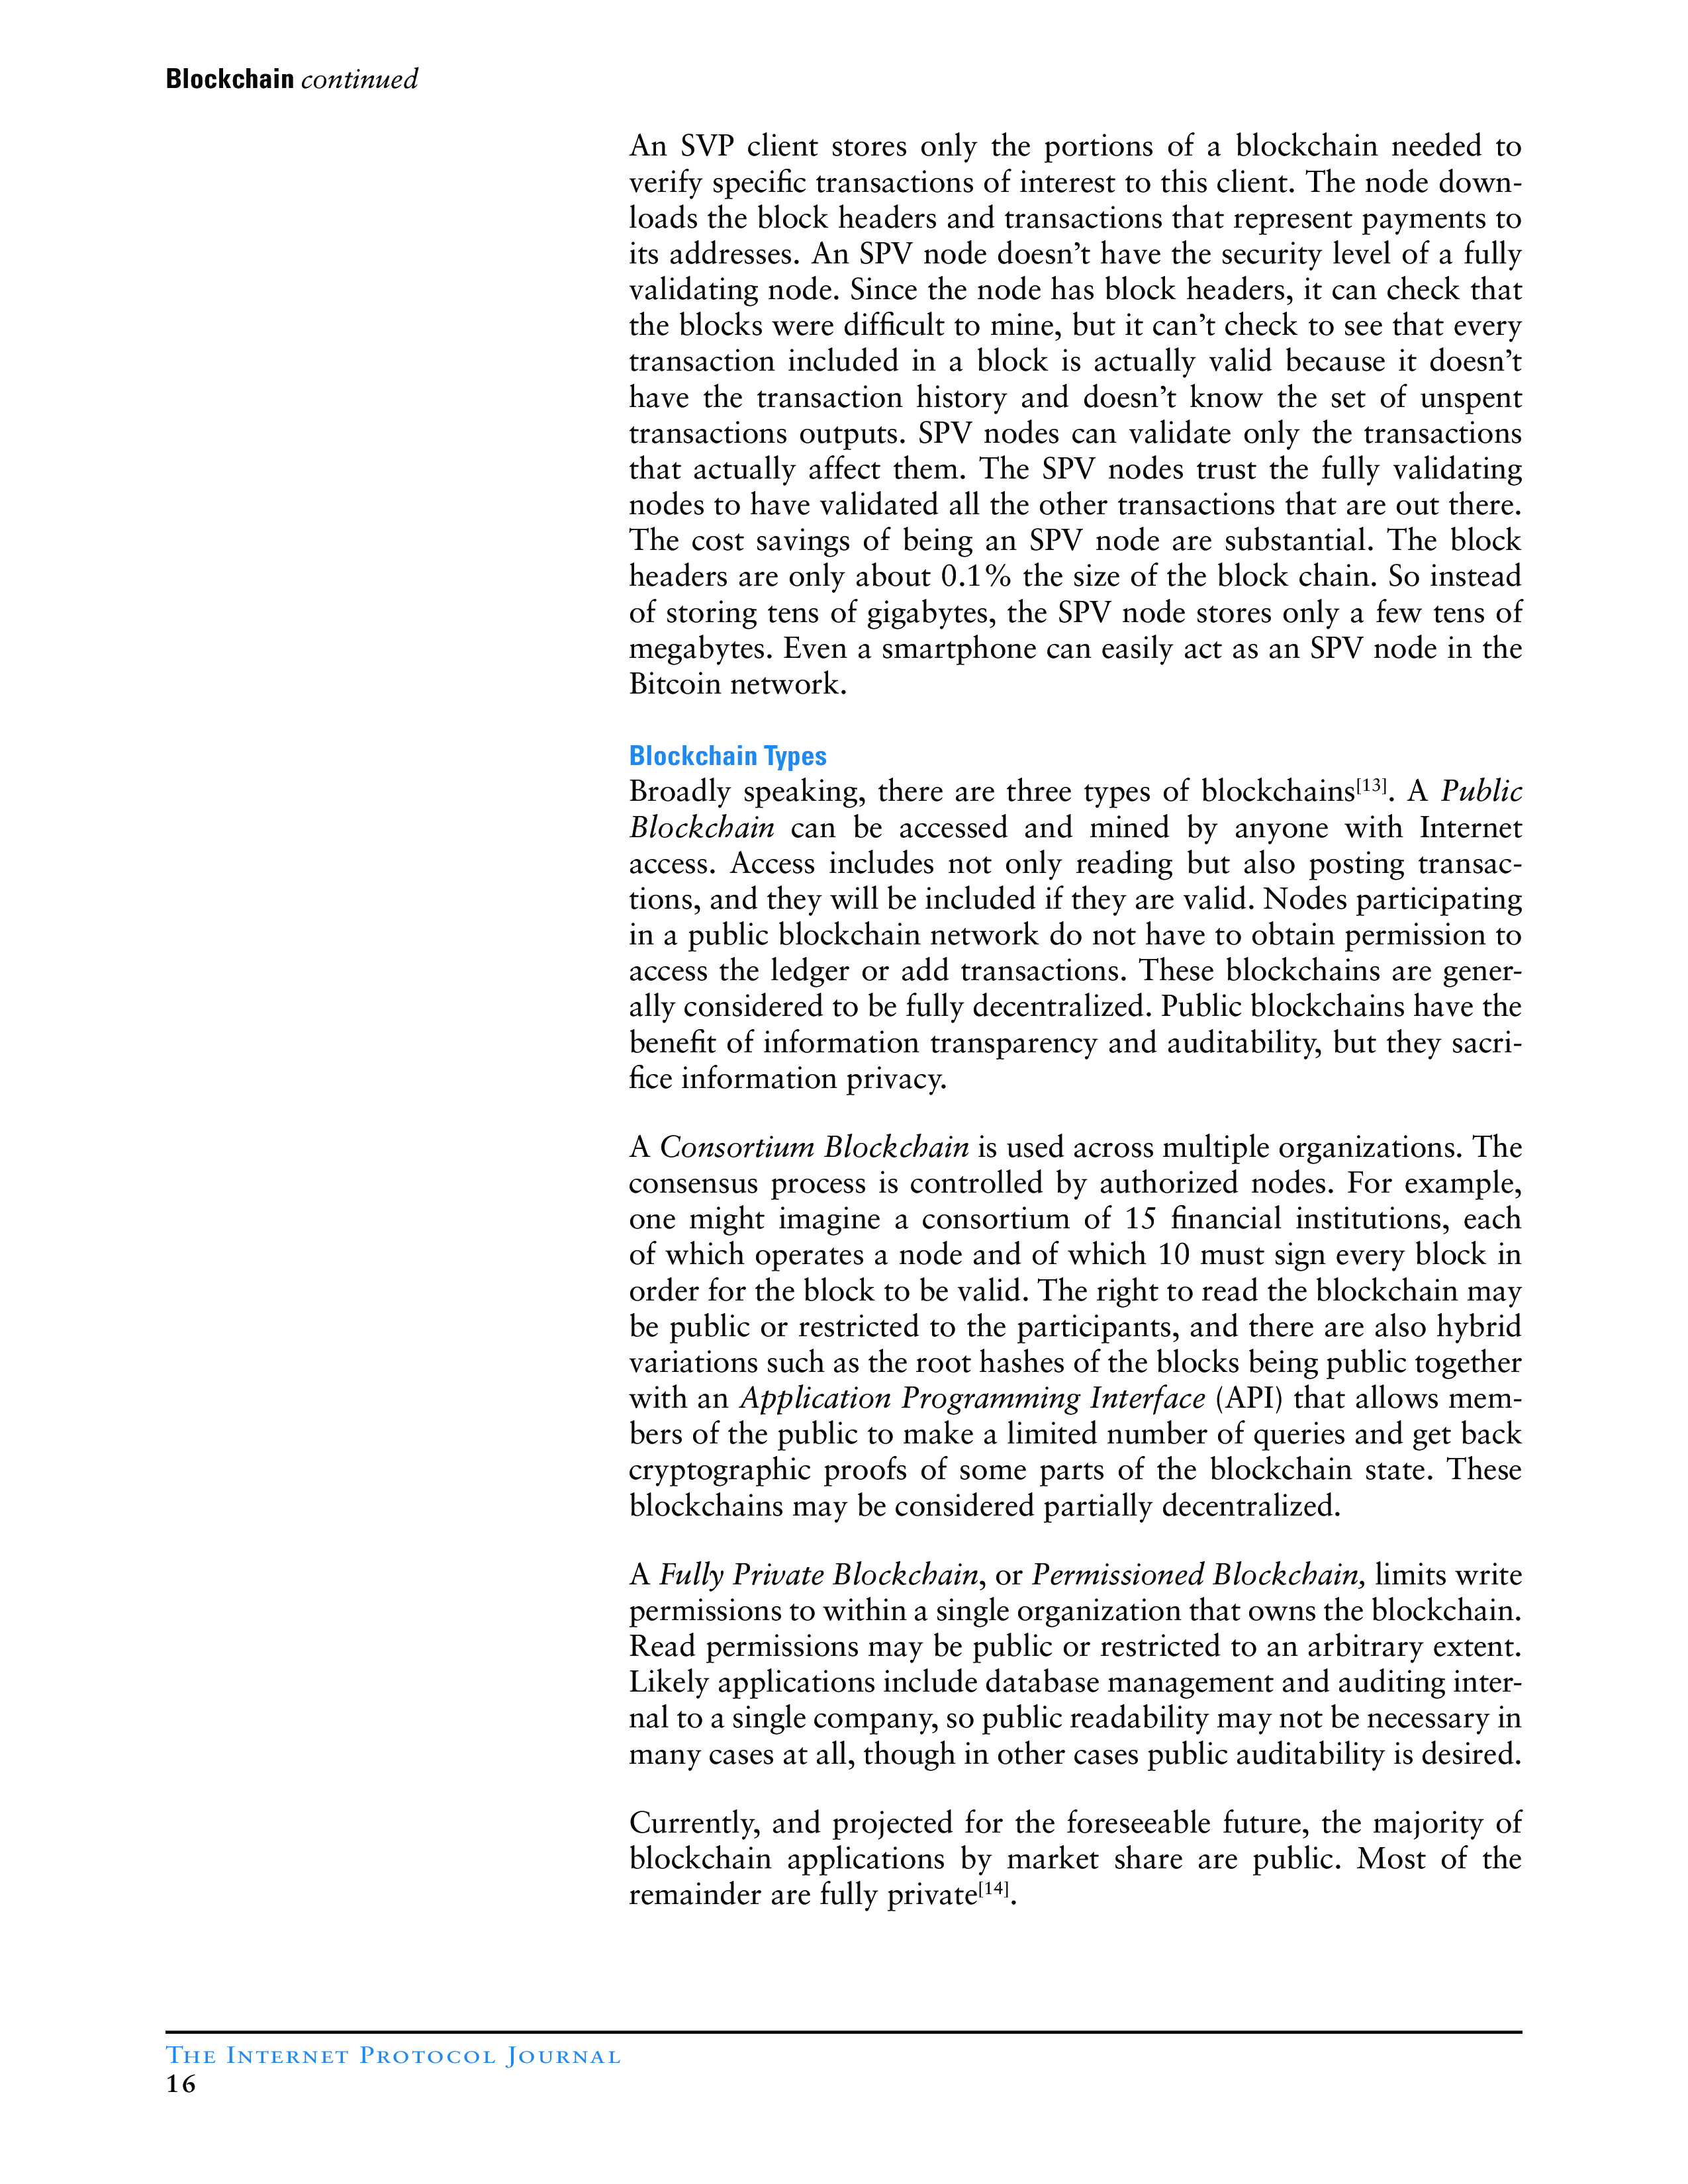 Blockchain continued
An SVP client stores only the portions of a blockchain needed to
verify specific transactions of interest to this client. The node down-
loads the block headers and transactions that represent payments to
its addresses. An SPV node doesn’t have the security level of a fully
validating node. Since the node has block headers, it can check that
the blocks were difficult to mine, but it can’t check to see that every
transaction included in a block is actually valid because it doesn’t
have the transaction history and doesn’t know the set of unspent
transactions outputs. SPV nodes can validate only the transactions
that actually affect them. The SPV nodes trust the fully validating
nodes to have validated all the other transactions that are out there.
The cost savings of being an SPV node are substantial. The block
headers are only about 0.1% the size of the block chain. So instead
of storing tens of gigabytes, the SPV node stores only a few tens of
megabytes. Even a smartphone can easily act as an SPV node in the
Bitcoin network.
Blockchain Types
Broadly speaking, there are three types of blockchains[13]. A Public
Blockchain can be accessed and mined by anyone with Internet
access. Access includes not only reading but also posting transac-
tions, and they will be included if they are valid. Nodes participating
in a public blockchain network do not have to obtain permission to
access the ledger or add transactions. These blockchains are gener-
ally considered to be fully decentralized. Public blockchains have the
benefit of information transparency and auditability, but they sacri-
fice information privacy.
A Consortium Blockchain is used across multiple organizations. The
consensus process is controlled by authorized nodes. For example,
one might imagine a consortium of 15 financial institutions, each
of which operates a node and of which 10 must sign every block in
order for the block to be valid. The right to read the blockchain may
be public or restricted to the participants, and there are also hybrid
variations such as the root hashes of the blocks being public together
with an Application Programming Interface (API) that allows mem-
bers of the public to make a limited number of queries and get back
cryptographic proofs of some parts of the blockchain state. These
blockchains may be considered partially decentralized.
A Fully Private Blockchain, or Permissioned Blockchain, limits write
permissions to within a single organization that owns the blockchain.
Read permissions may be public or restricted to an arbitrary extent.
Likely applications include database management and auditing inter-
nal to a single company, so public readability may not be necessary in
many cases at all, though in other cases public auditability is desired.
Currently, and projected for the foreseeable future, the majority of
blockchain applications by market share are public. Most of the
remainder are fully private[14].
The Internet Protocol Journal
16